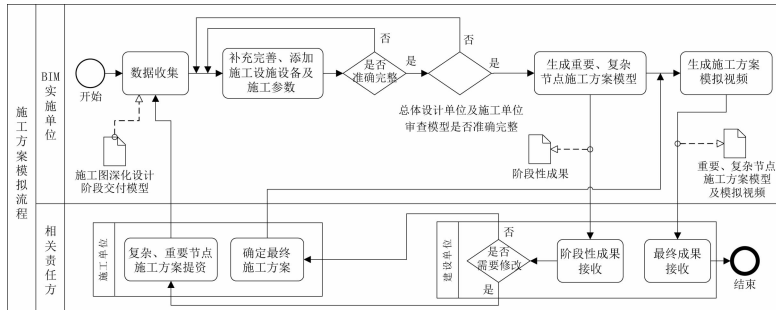 施工方案模拟流程
BIM
实施单位
开始
数据收集
施工图深化设计
阶段交付模型
补充完善、添加
施工设施设备及
施工参数
否
是否
准确完整
是
否
总体设计单位及施工单位
审查模型是否准确完整
是
生成重要、复杂
节点施工方案模型
阶段性成果
生成施工方案
模拟视频
重要、复杂节点
施工方案模型
及模拟视频
相关责任方
施工单位
复杂、重要节点
施工方案提资
确定最终
施工方案
建设单位
否
是否
需要修改
是
阶段性成果
接收
最终成果
接收
结束